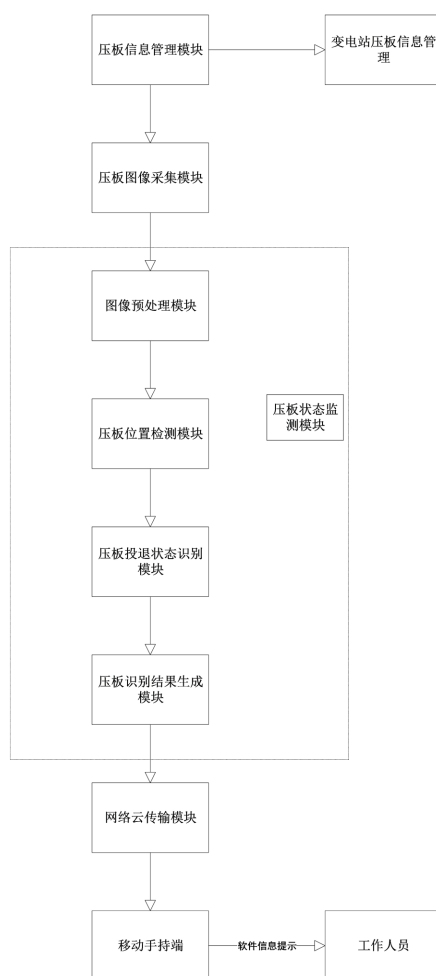 压板信息管理模块
变电站压板信息管
理
压板图像采集模块
图像预处理模块
压板位置检测模块
压板状态监
测模块
压板投退状态识别
模块
压板识别结果生成
模块
网络云传输模块
移动手持端
软件信息提示
工作人员